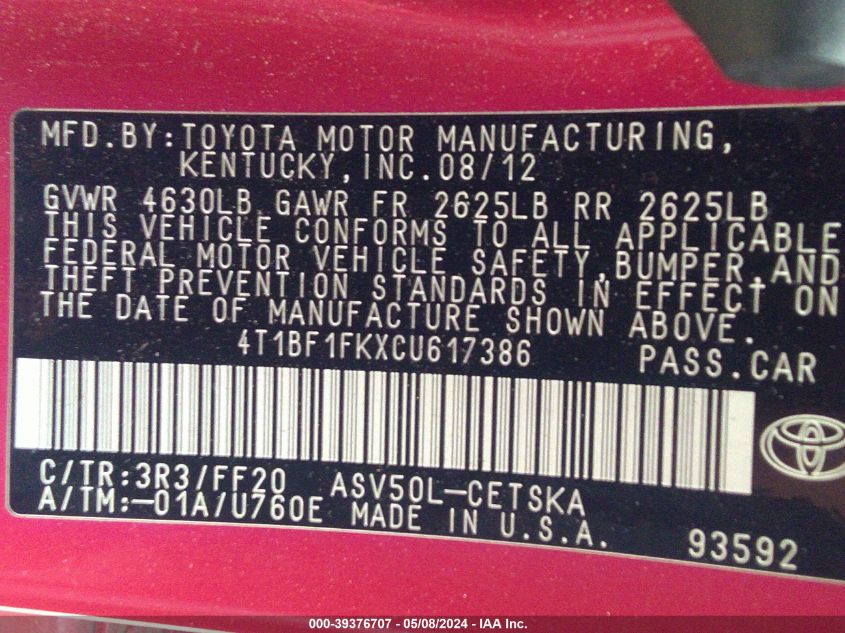 MFD.BY:TOYOTA MOTOR MANUFACTURING,
KENTUCKY,INC.08/12
GVWR 4630LB GAWR FR 2625LB RR 2625LB
THIS VEHICLE CONFORMS TO ALL APPLICABLE
FEDERAL MOTOR VEHICLE SAFETY,BUMPER,AND
THEFT PREVENTION STANDARDS IN EFFECT ON
THE DATE OF MANUFACTURE SHOWN ABOVE.
4T1BF1FKXCU617386 PASS.CAR
C/TR:3R3/FF20 ASV50L-CETSKA
A/TM:-01A/U760E MADE IN U.S.A.
93592
000-39376707 - 05/08/2024 - IAA Inc.